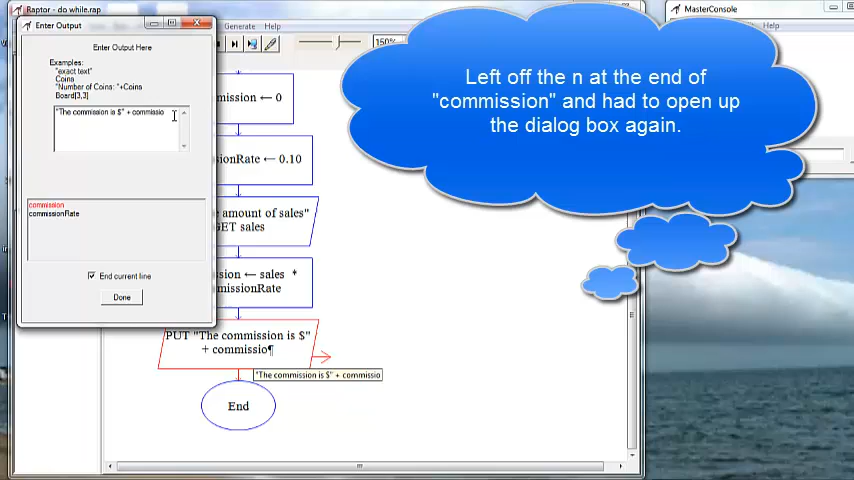 Raptor - do while.rap
MasterConsole
Enter Output
Generate
Help
Help
150%
Enter Output Here
Examples:
"exact text"
Coins
"Number of Coins: "+Coins
Board[3,3]
"The commission is $" + commissio
commission
commissionRate
End current line
Done
mission ← 0
issionRate ← 0.10
e amount of sales"
GET sales
ssion ← sales *
missionRate
PUT "The commission is $"
+ commissio¶
"The commission is $" + commissio
End
Left off the n at the end of
"commission" and had to open up
the dialog box again.